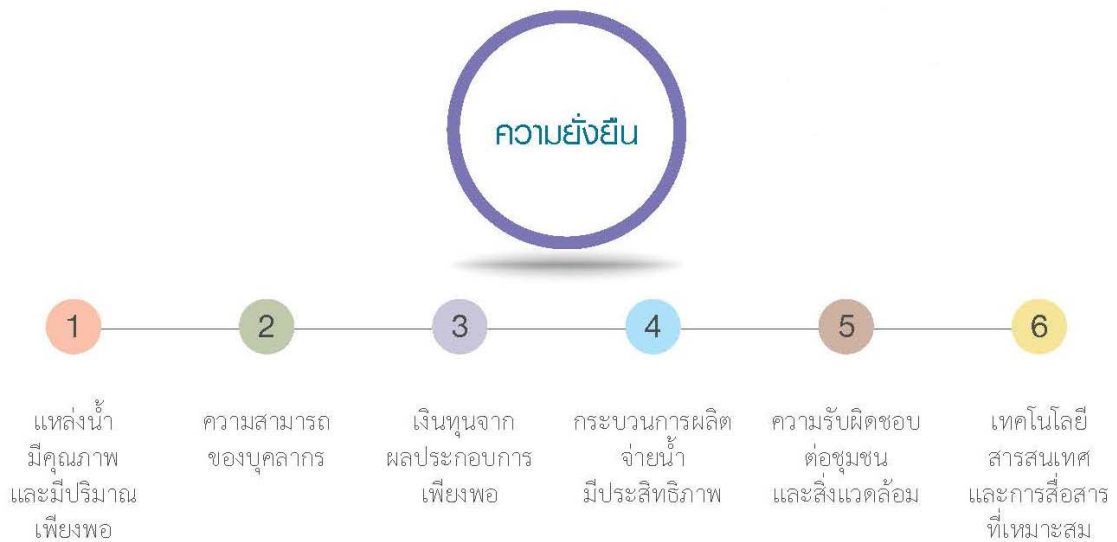 ความยั่งยืน
1
2
3
4
5
6
แหล่งน้ำ
มีคุณภาพ
และมีปริมาณ
เพียงพอ
ความสามารถ
ของบุคลากร
เงินทุนจาก
ผลประกอบการ
เพียงพอ
กระบวนการผลิต
จ่ายน้ำ
มีประสิทธิภาพ
ความรับผิดชอบ
ต่อชุมชน
และสิ่งแวดล้อม
เทคโนโลยี
สารสนเทศ
และการสื่อสาร
ที่เหมาะสม